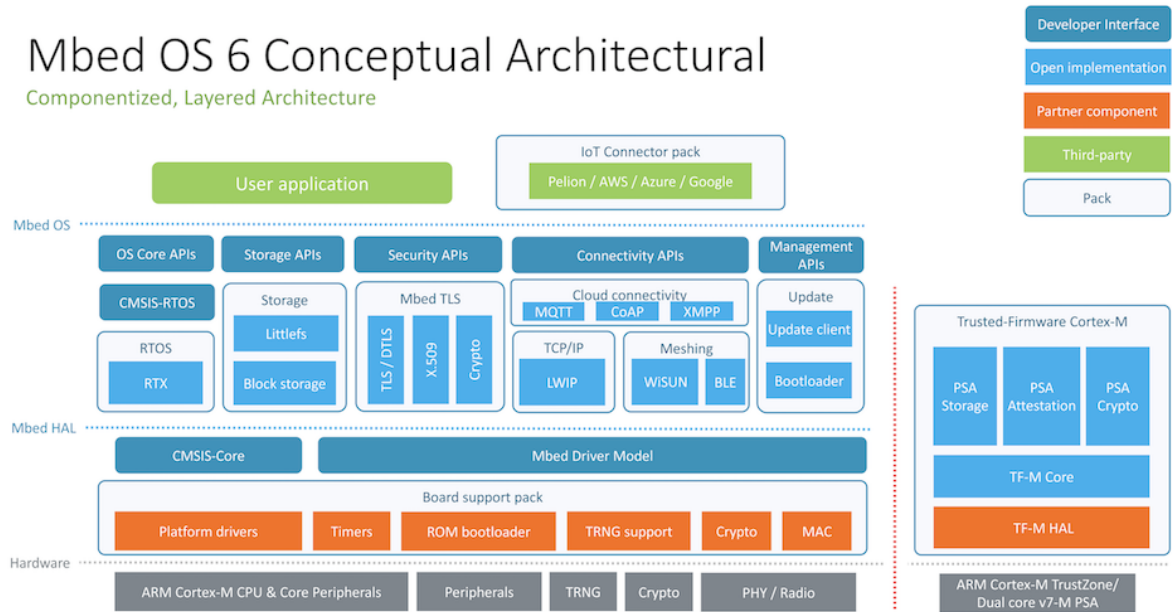 Mbed OS 6 Conceptual Architectural
Componentized, Layered Architecture
Developer Interface
Open implementation
Partner component
Third-party
Pack
User application
IoT Connector pack
Pelion / AWS / Azure / Google
Mbed OS
OS Core APIs
Storage APIs
Security APIs
Connectivity APIs
Management
APIs
CMSIS-RTOS
RTOS
RTX
Storage
Littlefs
Block storage
Mbed TLS
TLS / DTLS
X.509
Crypto
Cloud connectivity
MQTT
CoAP
XMPP
TCP/IP
LWIP
Meshing
WiSUN
BLE
Update
Update client
Bootloader
Trusted-Firmware Cortex-M
PSA
Storage
PSA
Attestation
PSA
Crypto
TF-M Core
TF-M HAL
Mbed HAL
CMSIS-Core
Mbed Driver Model
Board support pack
Platform drivers
Timers
ROM bootloader
TRNG support
Crypto
MAC
Hardware
ARM Cortex-M CPU & Core Peripherals
Peripherals
TRNG
Crypto
PHY / Radio
ARM Cortex-M TrustZone/
Dual core v7-M PSA